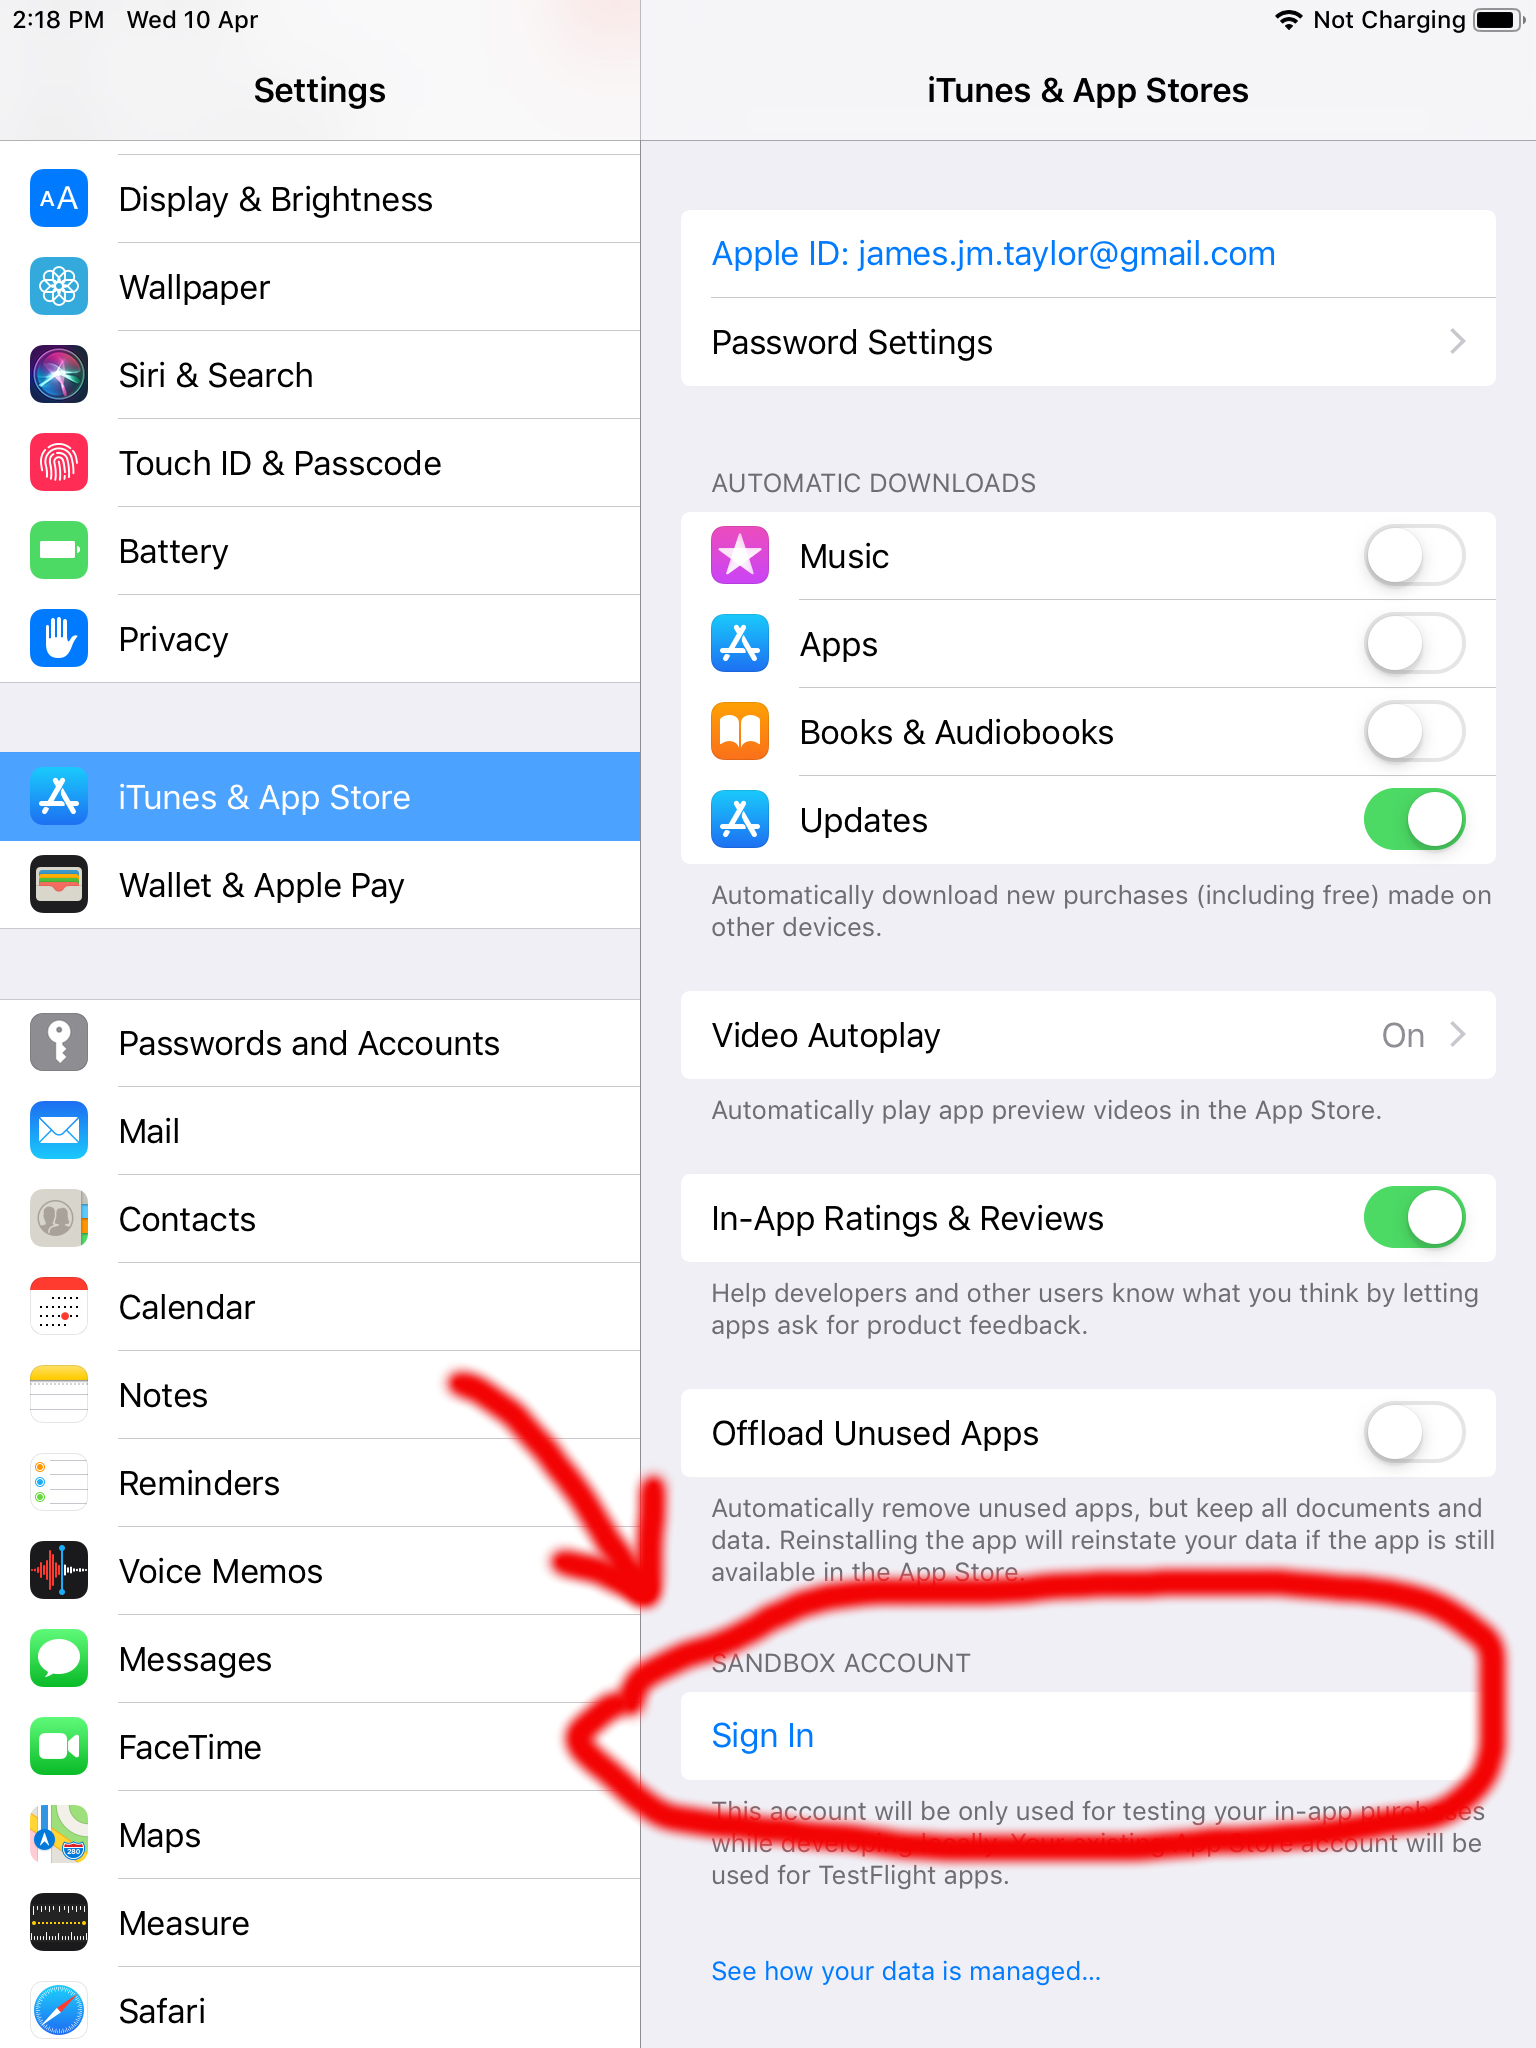 2:18 PM Wed 10 Apr
Not Charging
Settings
Display & Brightness
Wallpaper
Siri & Search
Touch ID & Passcode
Battery
Privacy
iTunes & App Store
Wallet & Apple Pay
Passwords and Accounts
Mail
Contacts
Calendar
Notes
Reminders
Voice Memos
Messages
FaceTime
Maps
Measure
Safari
iTunes & App Stores
Apple ID: james.jm.taylor@gmail.com
Password Settings
AUTOMATIC DOWNLOADS
Music
Apps
Books & Audiobooks
Updates
Automatically download new purchases (including free) made on
other devices.
Video Autoplay On
Automatically play app preview videos in the App Store.
In-App Ratings & Reviews
Help developers and other users know what you think by letting
apps ask for product feedback.
Offload Unused Apps
Automatically remove unused apps, but keep all documents and
data. Reinstalling the app will reinstate your data if the app is still
available in the App Store.
SANDBOX ACCOUNT
Sign In
This account will be only used for testing your in-app purchases
while developing locally. Your existing App Store account will be
used for TestFlight apps.
See how your data is managed...